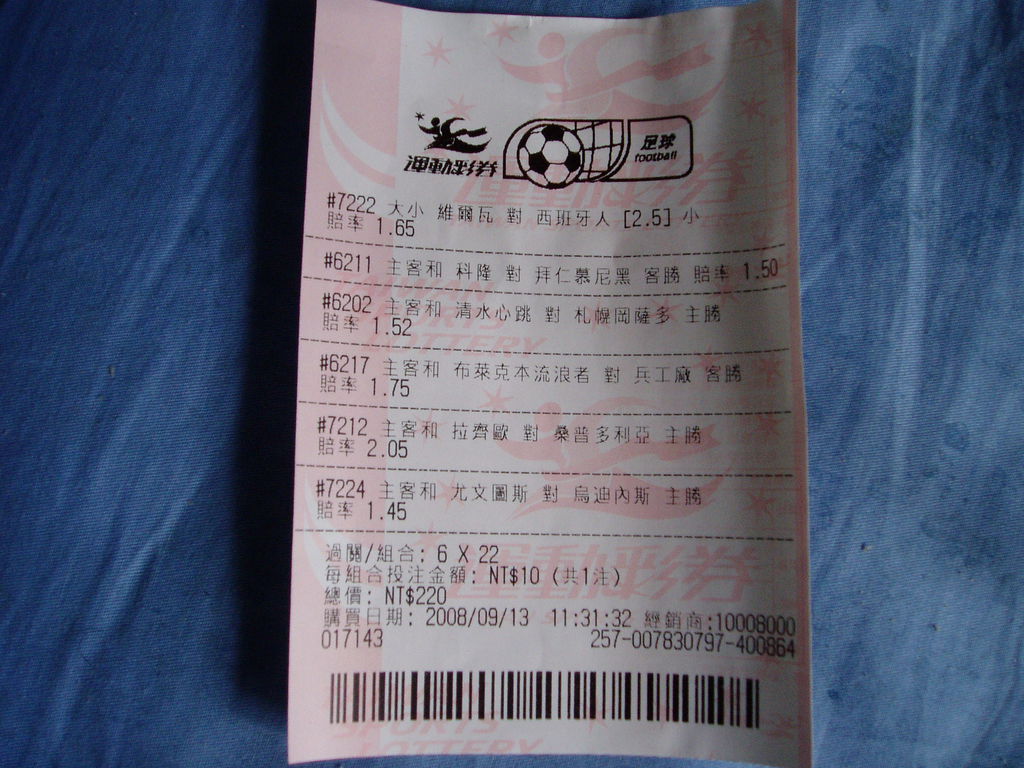 運動彩券
足球
football
#7222 大小 維爾瓦 對 西班牙人 [2.5] 小
賠率 1.65
#6211 主客和 科隆 對 拜仁慕尼黑 客勝 賠率 1.50
#6202 主客和 清水心跳 對 札幌岡薩多 主勝
賠率 1.52
#6217 主客和 布萊克本流浪者 對 兵工廠 客勝
賠率 1.75
#7212 主客和 拉齊歐 對 桑普多利亞 主勝
賠率 2.05
#7224 主客和 尤文圖斯 對 烏迪內斯 主勝
賠率 1.45
過關/組合: 6 X 22
每組合投注金額: NT$10 (共1注)
總價: NT$220
購買日期: 2008/09/13 11:31:32 經銷商:10008000
017143 257-007830797-400864